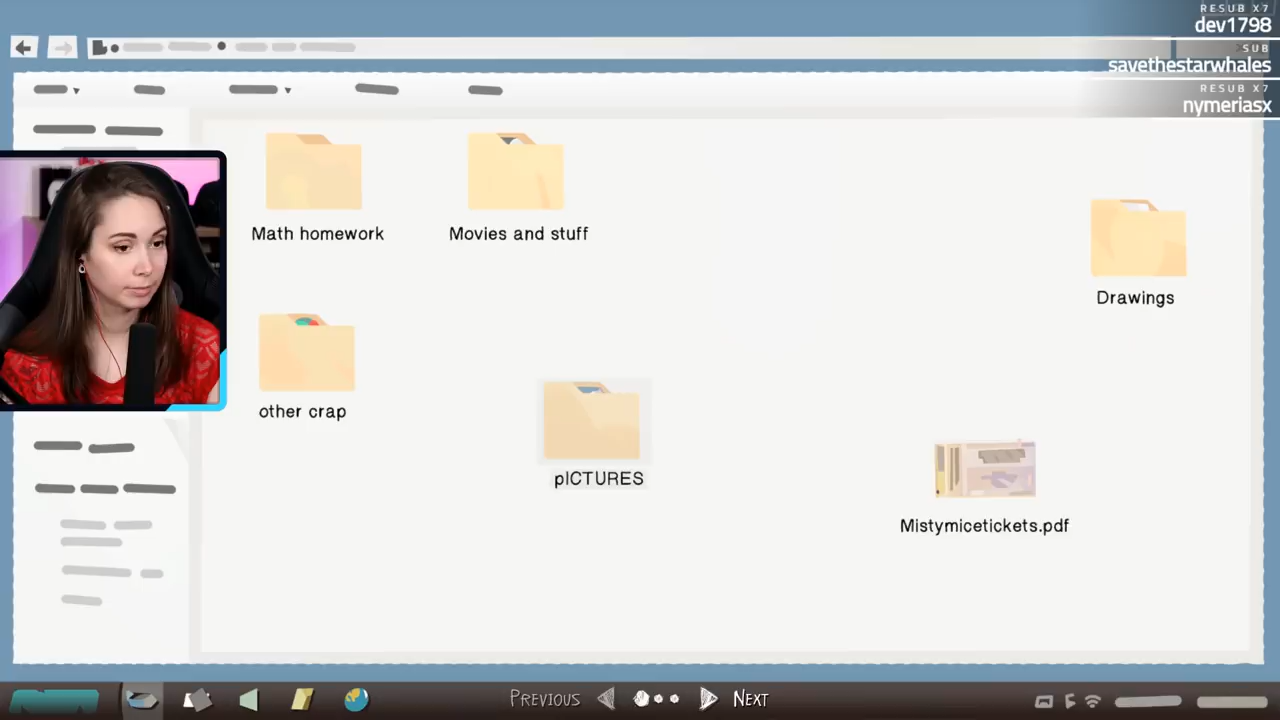 RESUB X7
dev1798
SUB
savethestarwhales
RESUB X7
nymeriasx
Math homework
Movies and stuff
Drawings
other crap
pICTURES
Mistymicetickets.pdf
Previous
Next